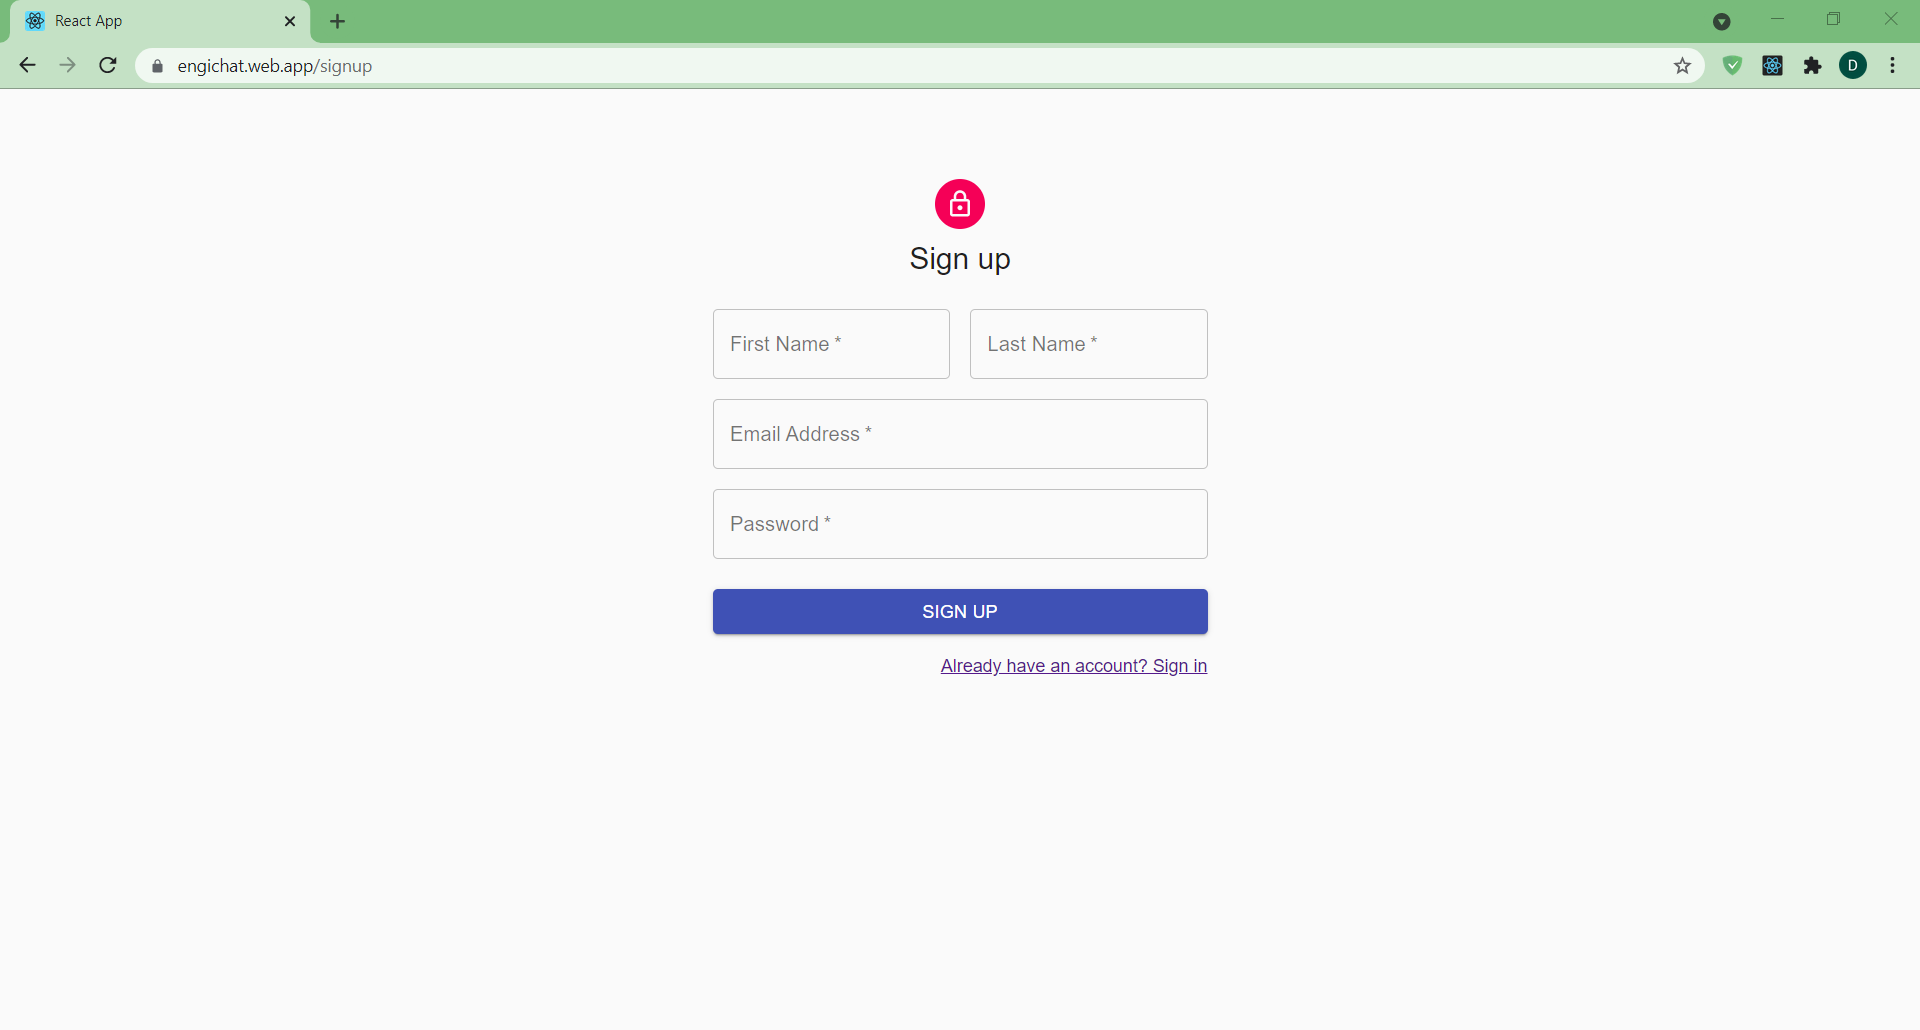 React App
engichat.web.app/signup
D
Sign up
First Name *
Last Name *
Email Address *
Password *
SIGN UP
Already have an account? Sign in